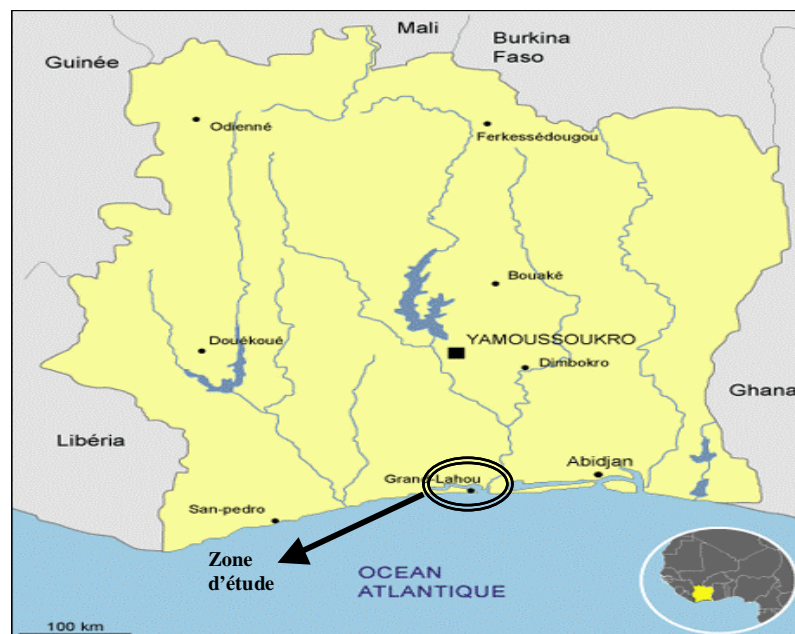 Mali
Burkina
Faso
Guinée
Odienné
Ferkessédougou
Bouaké
Douékoué
YAMOUSSOUKRO
Dimbokro
Ghana
Libéria
Abidjan
Grand-Lahou
San-pedro
Zone
d'étude
OCEAN
ATLANTIQUE
100 km